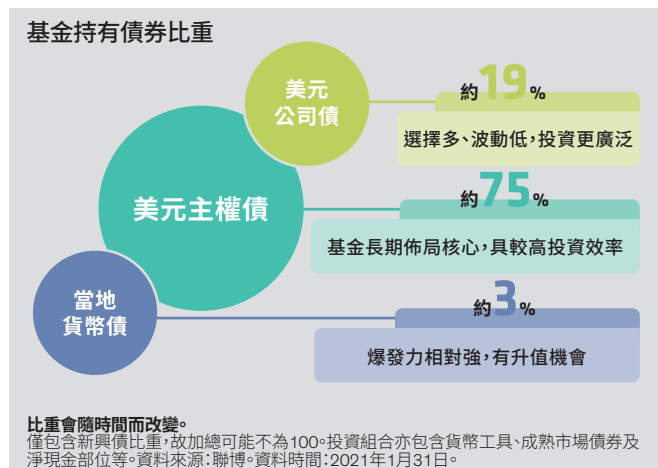 基金持有債券比重
美元
公司債
約19%
選擇多、波動低,投資更廣泛
美元主權債
約75%
基金長期佈局核心,具較高投資效率
當地
貨幣債
約3%
爆發力相對強,有升值機會
比重會隨時間而改變。
僅包含新興債比重,故加總可能不為100。投資組合亦包含貨幣工具、成熟市場債券及
淨現金部位等。資料來源:聯博。資料時間:2021年1月31日。